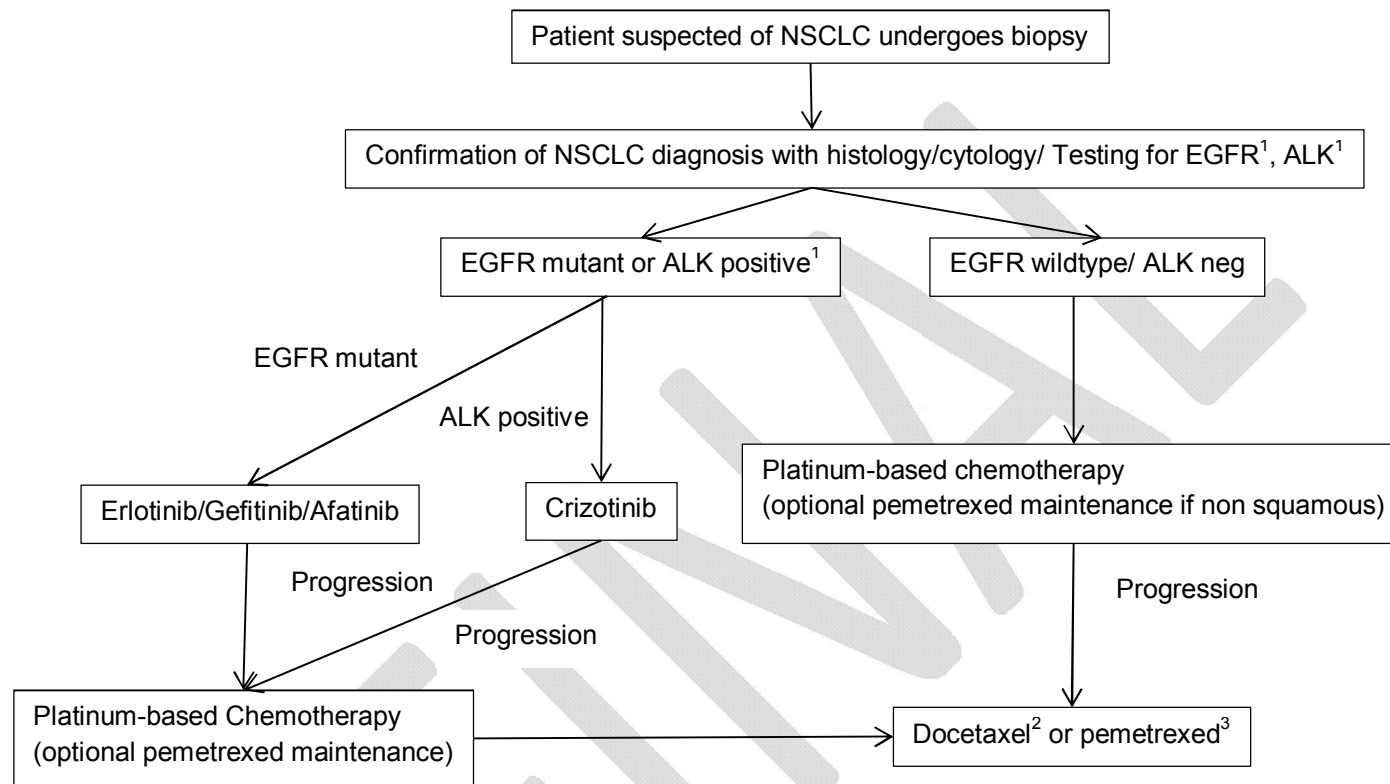 Patient suspected of NSCLC undergoes biopsy
Confirmation of NSCLC diagnosis with histology/cytology/ Testing for EGFR¹, ALK¹
EGFR mutant or ALK positive¹
EGFR wildtype/ ALK neg
EGFR mutant
ALK positive
Erlotinib/Gefitinib/Afatinib
Crizotinib
Platinum-based chemotherapy
(optional pemetrexed maintenance if non squamous)
Progression
Progression
Progression
Platinum-based Chemotherapy
(optional pemetrexed maintenance)
Docetaxel² or pemetrexed³
FINAL